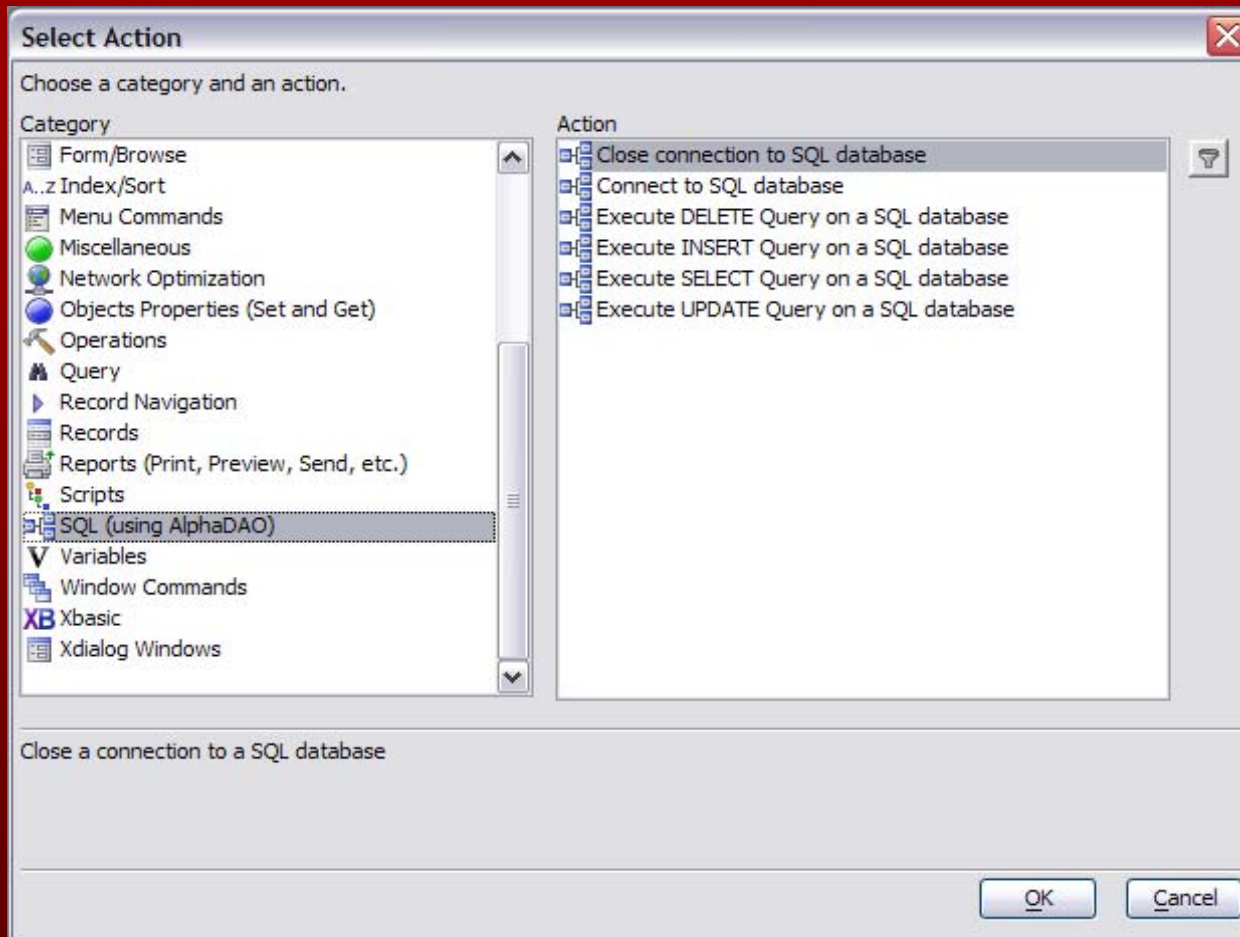 Select Action
Choose a category and an action.
Category
Form/Browse
A..Z Index/Sort
Menu Commands
Miscellaneous
Network Optimization
Objects Properties (Set and Get)
Operations
Query
Record Navigation
Records
Reports (Print, Preview, Send, etc.)
Scripts
SQL (using AlphaDAO)
V Variables
Window Commands
XB Xbasic
Xdialog Windows
Action
Close connection to SQL database
Connect to SQL database
Execute DELETE Query on a SQL database
Execute INSERT Query on a SQL database
Execute SELECT Query on a SQL database
Execute UPDATE Query on a SQL database
Close a connection to a SQL database
OK
Cancel